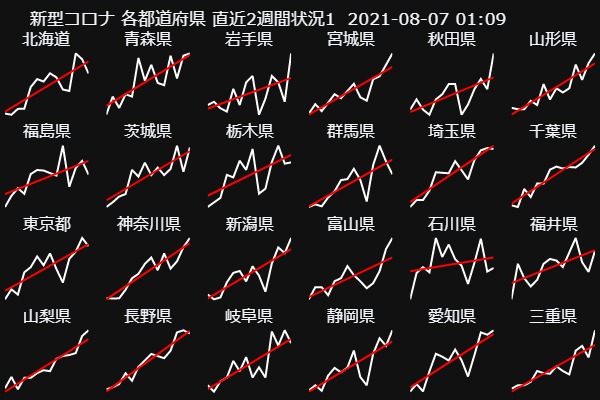 新型コロナ 各都道府県 直近2週間状況1 2021-08-07 01:09
北海道 青森県 岩手県 宮城県 秋田県 山形県
福島県 茨城県 栃木県 群馬県 埼玉県 千葉県
東京都 神奈川県 新潟県 富山県 石川県 福井県
山梨県 長野県 岐阜県 静岡県 愛知県 三重県